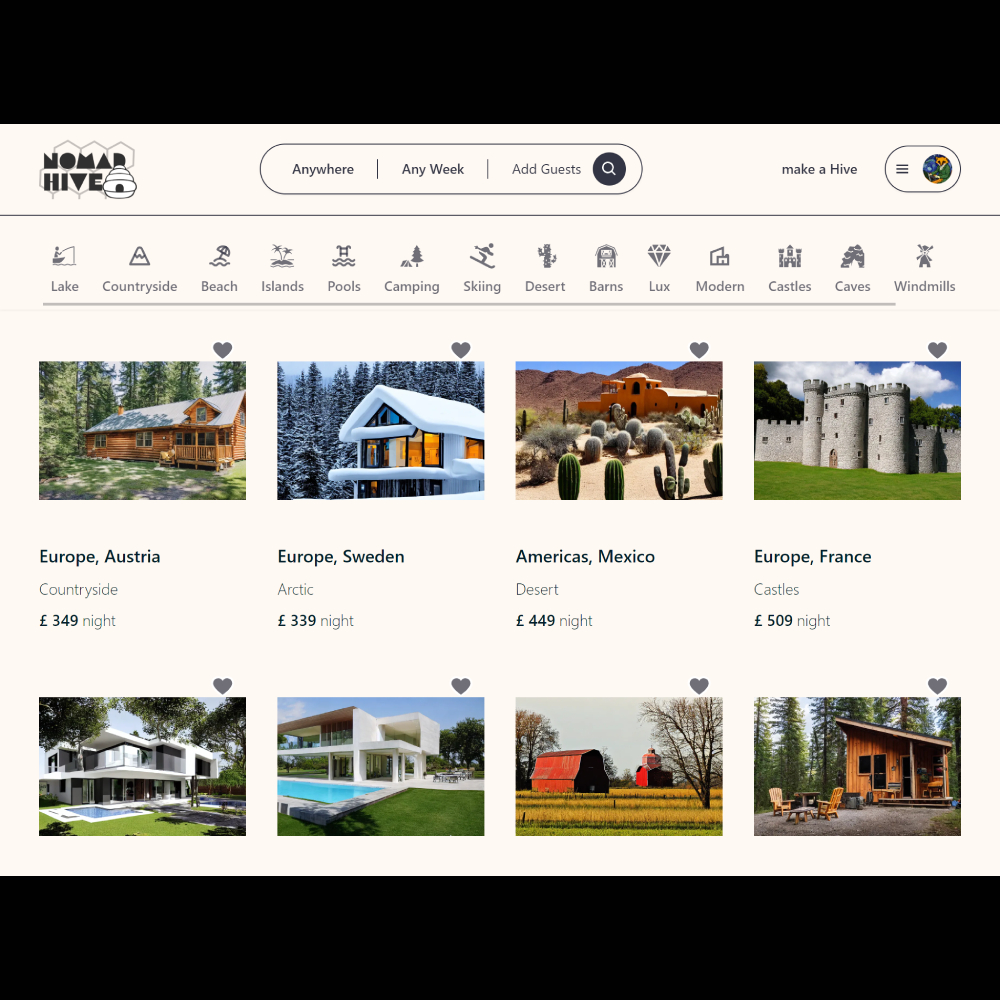 NOMAD
HIVE
Anywhere
Any Week
Add Guests
make a Hive
Lake
Countryside
Beach
Islands
Pools
Camping
Skiing
Desert
Barns
Lux
Modern
Castles
Caves
Windmills
Europe, Austria
Countryside
£ 349 night
Europe, Sweden
Arctic
£ 339 night
Americas, Mexico
Desert
£ 449 night
Europe, France
Castles
£ 509 night